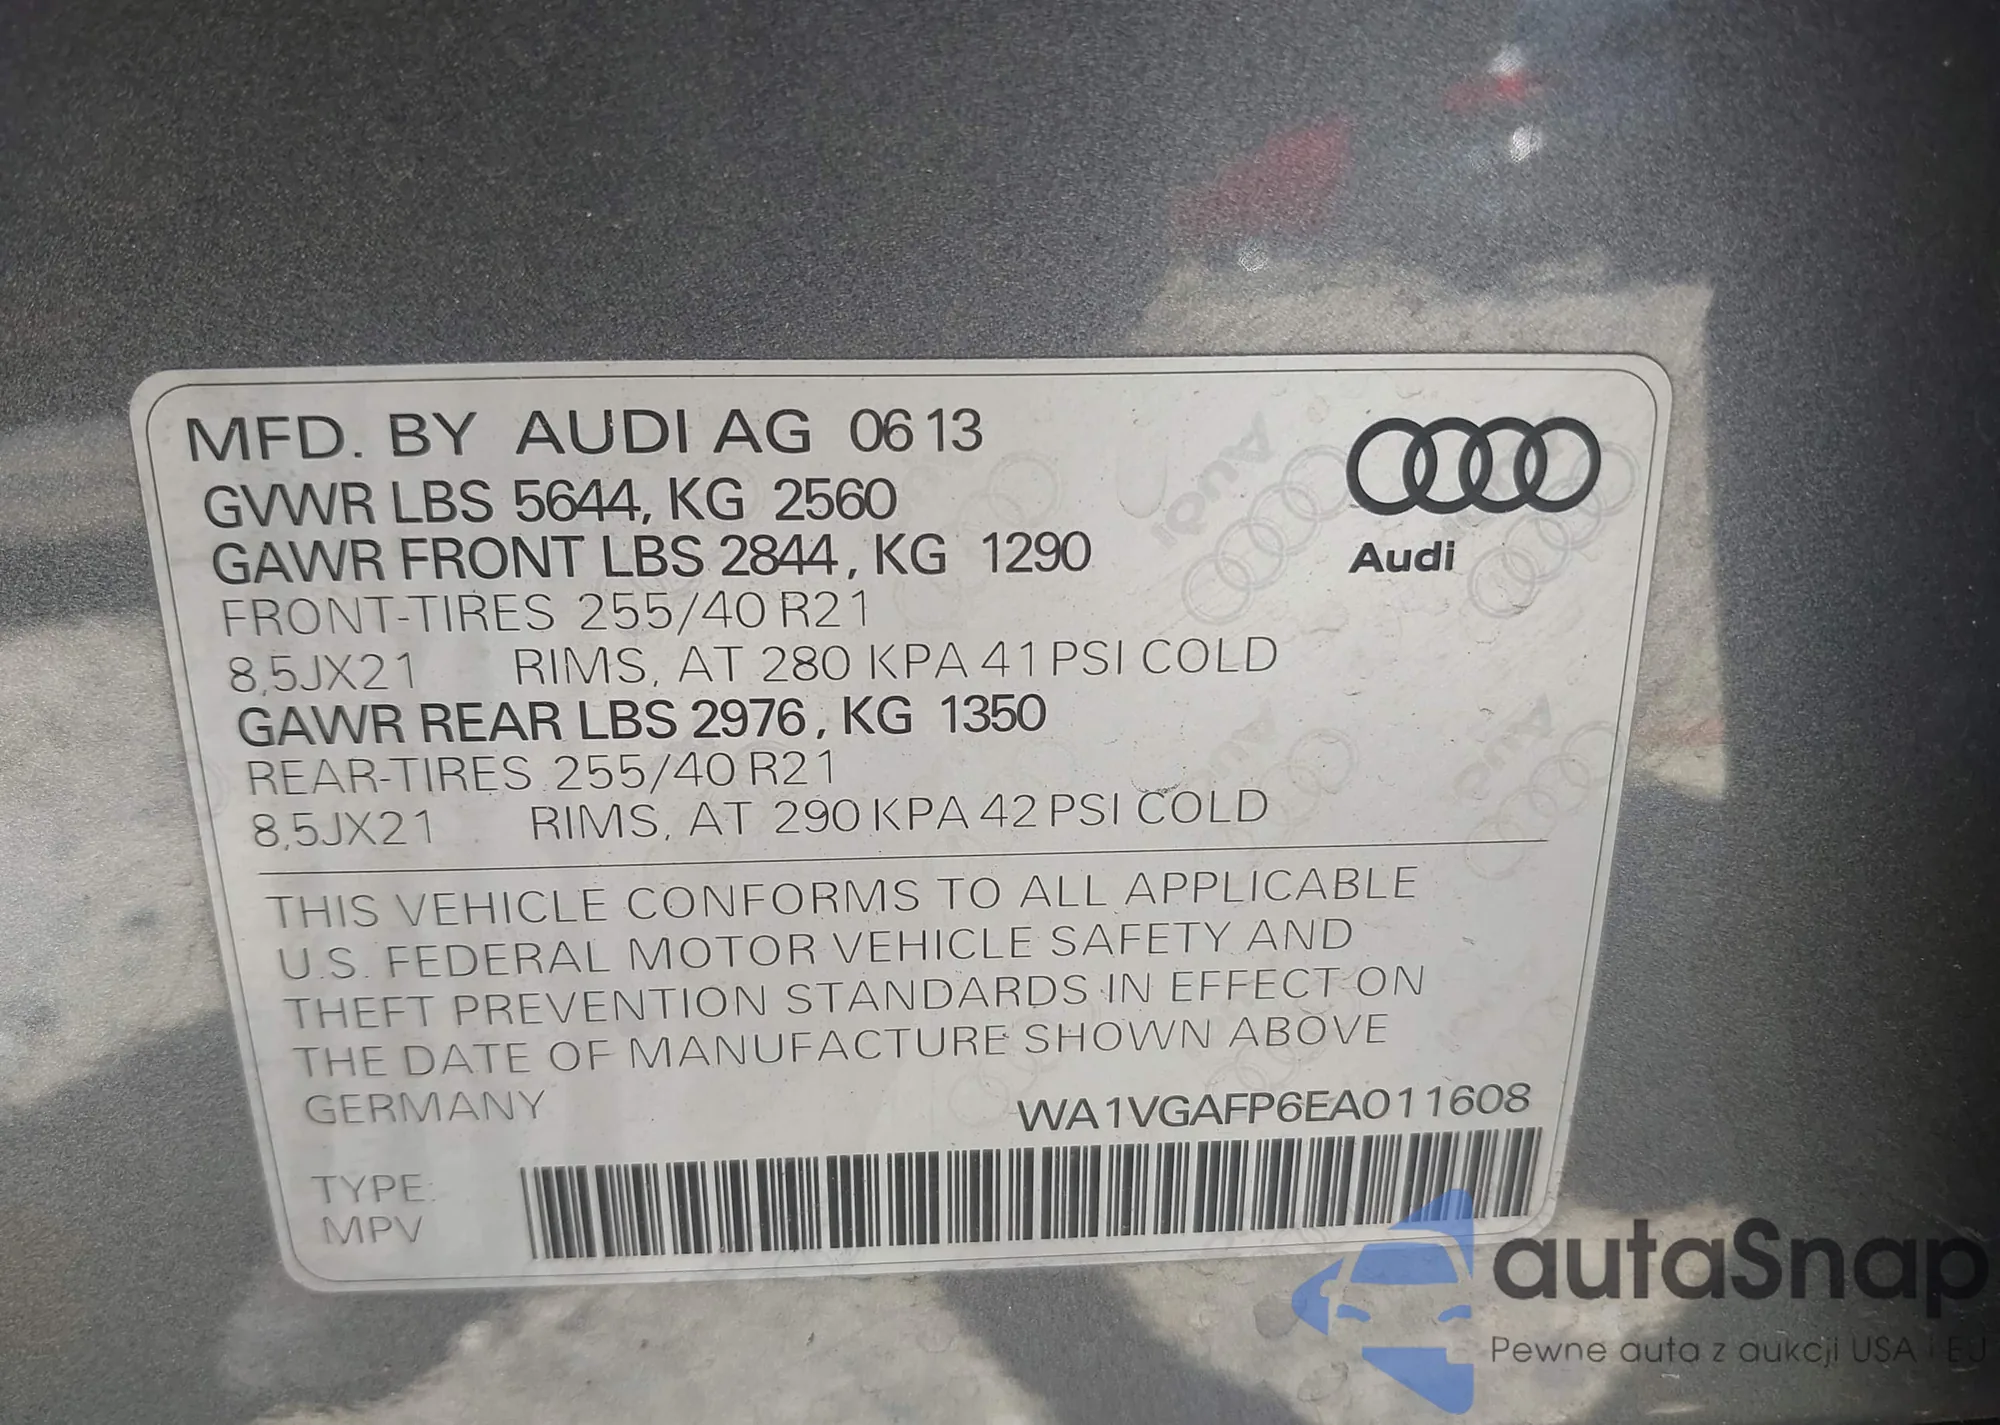 MFD. BY AUDI AG 06 13
GVWR LBS 5644, KG 2560
GAWR FRONT LBS 2844, KG 1290
FRONT-TIRES 255/40 R21
8,5JX21 RIMS, AT 280 KPA 41 PSI COLD
GAWR REAR LBS 2976, KG 1350
REAR-TIRES 255/40 R21
8,5JX21 RIMS, AT 290 KPA 42 PSI COLD
Audi
THIS VEHICLE CONFORMS TO ALL APPLICABLE
U.S. FEDERAL MOTOR VEHICLE SAFETY AND
THEFT PREVENTION STANDARDS IN EFFECT ON
THE DATE OF MANUFACTURE SHOWN ABOVE
GERMANY WA1VGAFP6EA011608
TYPE:
MPV
autaSnap
Pewne auta z aukcji USA i EU